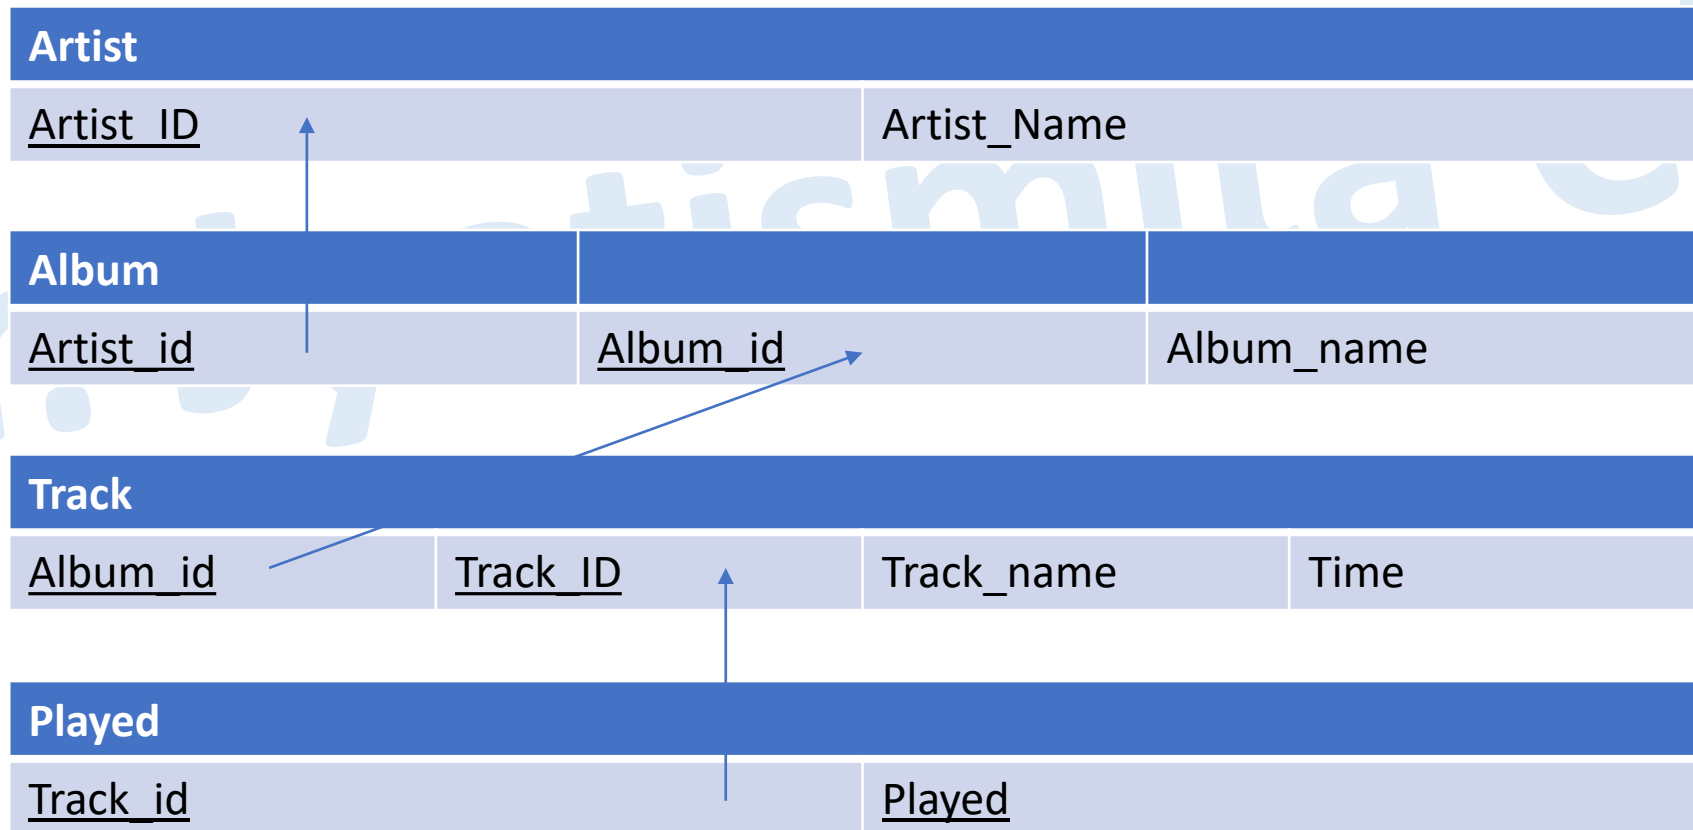 Artist
Artist_ID Artist_Name
Album
Artist_id Album_id Album_name
Track
Album_id Track_ID Track_name Time
Played
Track_id Played